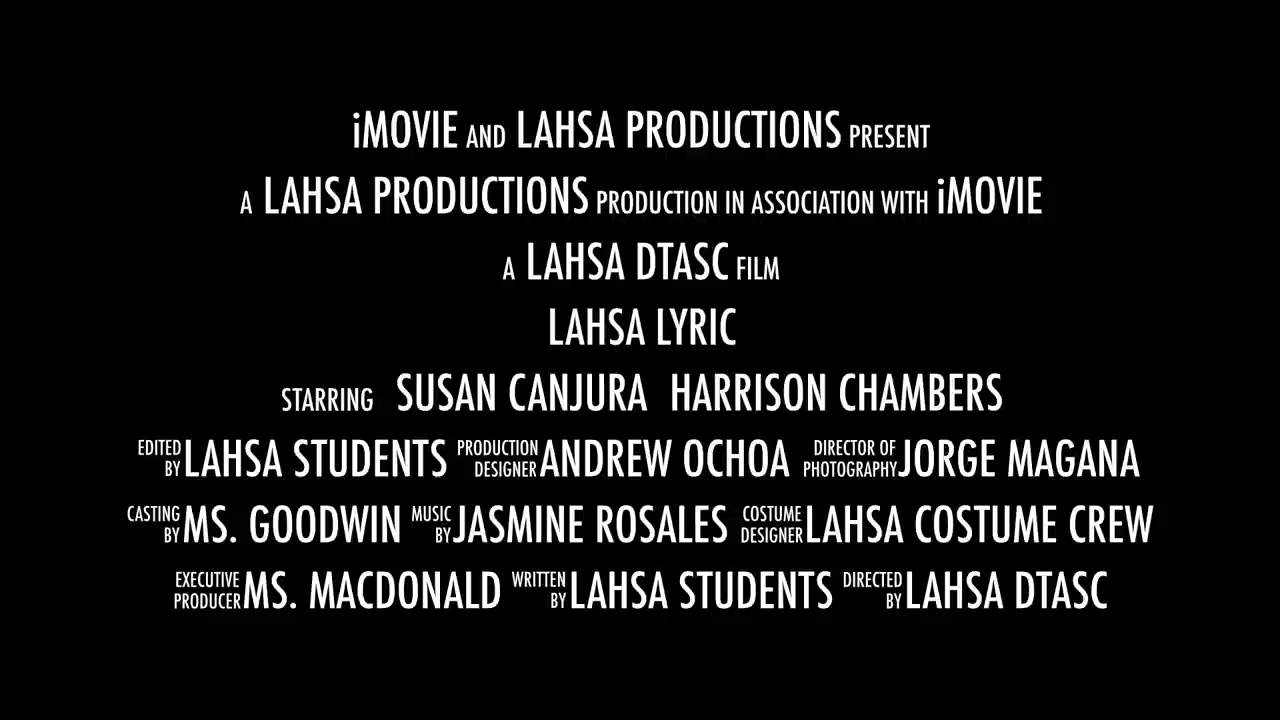 iMOVIE AND LAHSA PRODUCTIONS PRESENT
A LAHSA PRODUCTIONS PRODUCTION IN ASSOCIATION WITH iMOVIE
A LAHSA DTASC FILM
LAHSA LYRIC
STARRING SUSAN CANJURA HARRISON CHAMBERS
EDITED BY LAHSA STUDENTS PRODUCTION DESIGNER ANDREW OCHOA DIRECTOR OF PHOTOGRAPHY JORGE MAGANA
CASTING BY MS. GOODWIN MUSIC BY JASMINE ROSALES COSTUME DESIGNER LAHSA COSTUME CREW
EXECUTIVE PRODUCER MS. MACDONALD WRITTEN BY LAHSA STUDENTS DIRECTED BY LAHSA DTASC